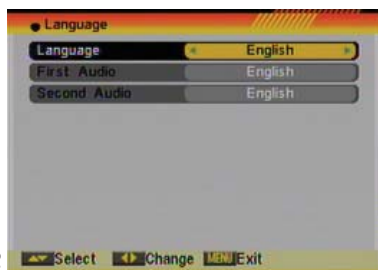 Language
Language English
First Audio English
Second Audio English
Select Change MENU Exit